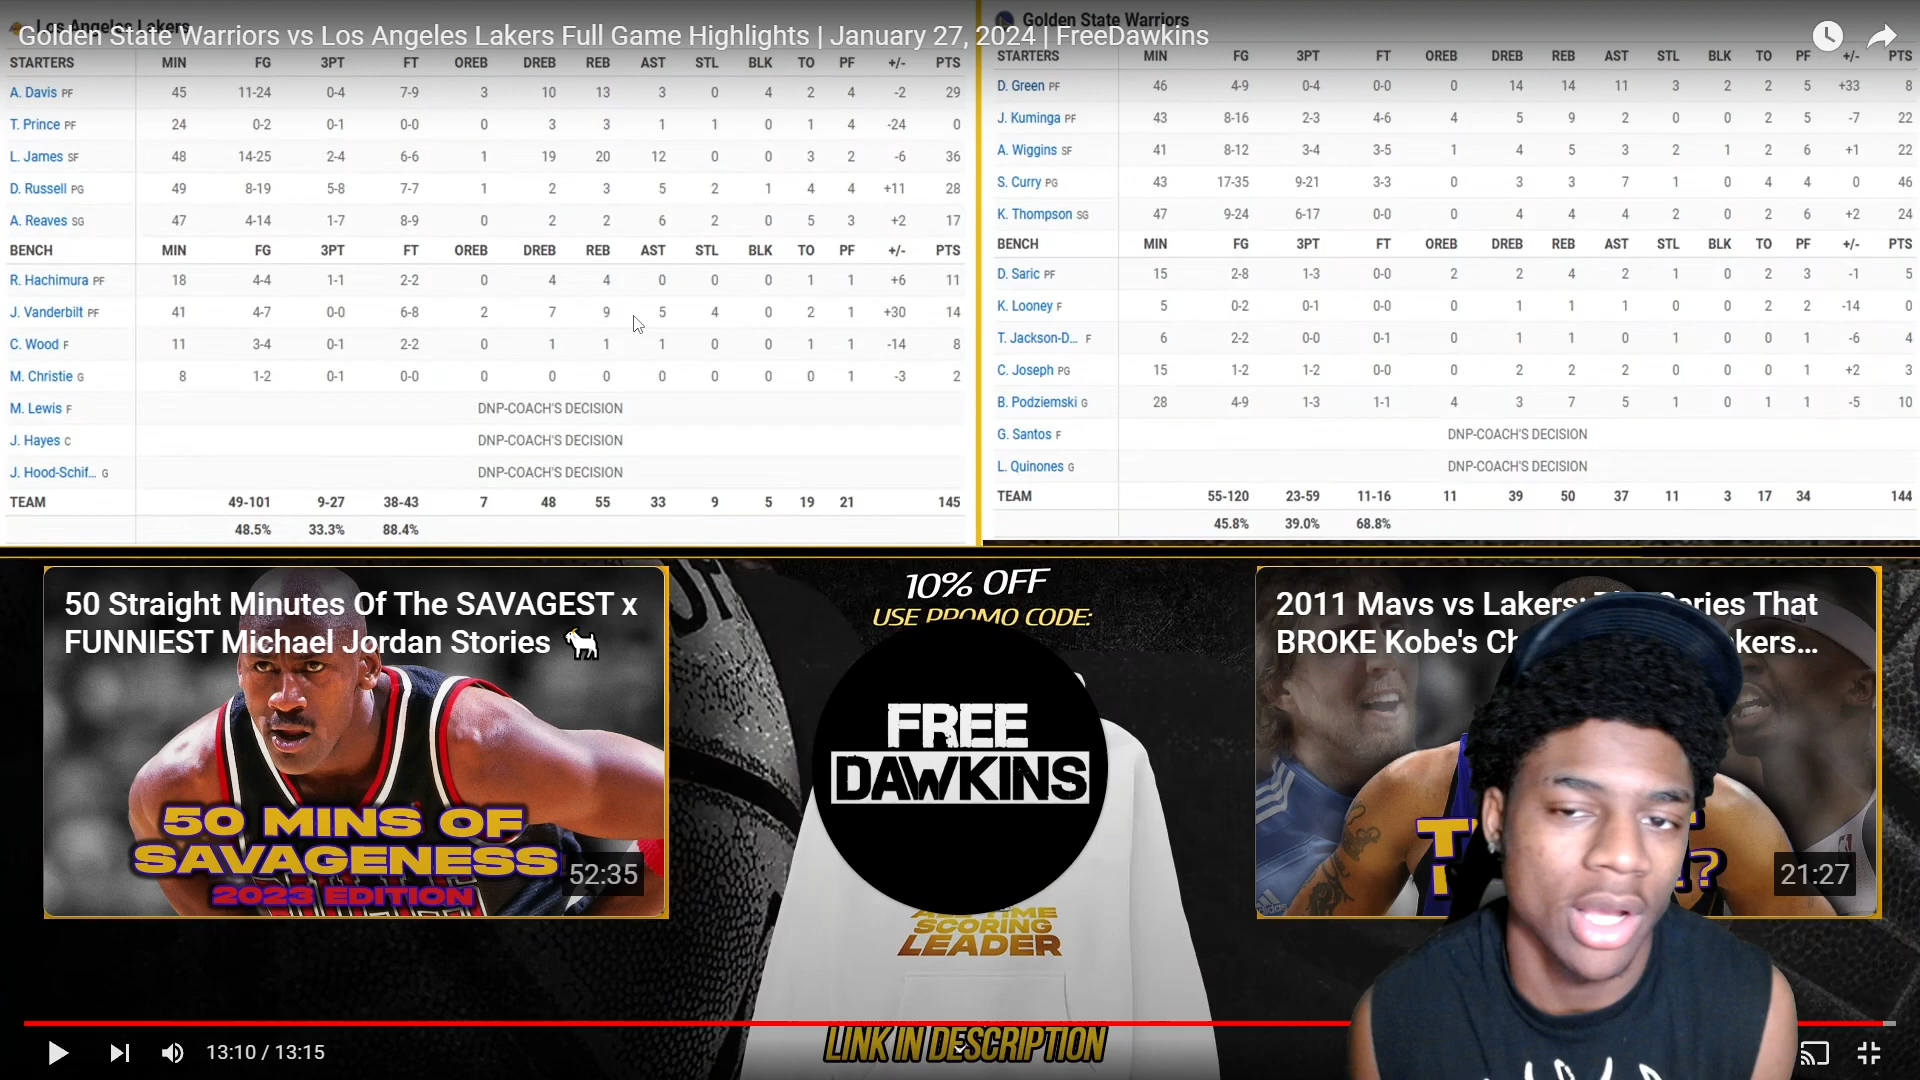 Los Angeles Lakers
Golden State Warriors
Golden State Warriors vs Los Angeles Lakers Full Game Highlights | January 27, 2024 | FreeDawkins
STARTERS MIN FG 3PT FT OREB DREB REB AST STL BLK TO PF +/- PTS
A. Davis PF 45 11-24 0-4 7-9 3 10 13 3 0 4 2 4 -2 29
T. Prince PF 24 0-2 0-1 0-0 0 3 3 1 1 0 1 4 -24 0
L. James SF 48 14-25 2-4 6-6 1 19 20 12 0 0 3 2 -6 36
D. Russell PG 49 8-19 5-8 7-7 1 2 3 5 2 1 4 4 +11 28
A. Reaves SG 47 4-14 1-7 8-9 0 2 2 6 2 0 5 3 +2 17
BENCH MIN FG 3PT FT OREB DREB REB AST STL BLK TO PF +/- PTS
R. Hachimura PF 18 4-4 1-1 2-2 0 4 4 0 0 0 1 1 +6 11
J. Vanderbilt PF 41 4-7 0-0 6-8 2 7 9 5 4 0 2 1 +30 14
C. Wood F 11 3-4 0-1 2-2 0 1 1 1 0 0 1 1 -14 8
M. Christie G 8 1-2 0-1 0-0 0 0 0 0 0 0 0 1 -3 2
M. Lewis F DNP-COACH'S DECISION
J. Hayes C DNP-COACH'S DECISION
J. Hood-Schif... G DNP-COACH'S DECISION
TEAM 49-101 9-27 38-43 7 48 55 33 9 5 19 21 145
48.5% 33.3% 88.4%
STARTERS MIN FG 3PT FT OREB DREB REB AST STL BLK TO PF +/- PTS
D. Green PF 46 4-9 0-4 0-0 0 14 14 11 3 2 2 5 +33 8
J. Kuminga PF 43 8-16 2-3 4-6 4 5 9 2 0 0 2 5 -7 22
A. Wiggins SF 41 8-12 3-4 3-5 1 4 5 3 2 1 2 6 +1 22
S. Curry PG 43 17-35 9-21 3-3 0 3 3 7 1 0 4 4 0 46
K. Thompson SG 47 9-24 6-17 0-0 0 4 4 4 2 0 2 6 +2 24
BENCH MIN FG 3PT FT OREB DREB REB AST STL BLK TO PF +/- PTS
D. Saric PF 15 2-8 1-3 0-0 2 2 4 2 1 0 2 3 -1 5
K. Looney F 5 0-2 0-1 0-0 0 1 1 1 0 0 2 2 -14 0
T. Jackson-D... F 6 2-2 0-0 0-1 0 1 1 0 1 0 0 1 -6 4
C. Joseph PG 15 1-2 1-2 0-0 0 2 2 2 0 0 0 1 +2 3
B. Podziemski G 28 4-9 1-3 1-1 4 3 7 5 1 0 1 1 -5 10
G. Santos F DNP-COACH'S DECISION
L. Quinones G DNP-COACH'S DECISION
TEAM 55-120 23-59 11-16 11 39 50 37 11 3 17 34 144
45.8% 39.0% 68.8%
50 Straight Minutes Of The SAVAGEST x
FUNNIEST Michael Jordan Stories
50 MINS OF
SAVAGENESS
2023 EDITION
52:35
10% OFF
USE PROMO CODE:
FREE
DAWKINS
ALL-TIME
SCORING
LEADER
LINK IN DESCRIPTION
2011 Mavs vs Lakers: The Series That
BROKE Kobe's
21:27
adidas
13:10 / 13:15